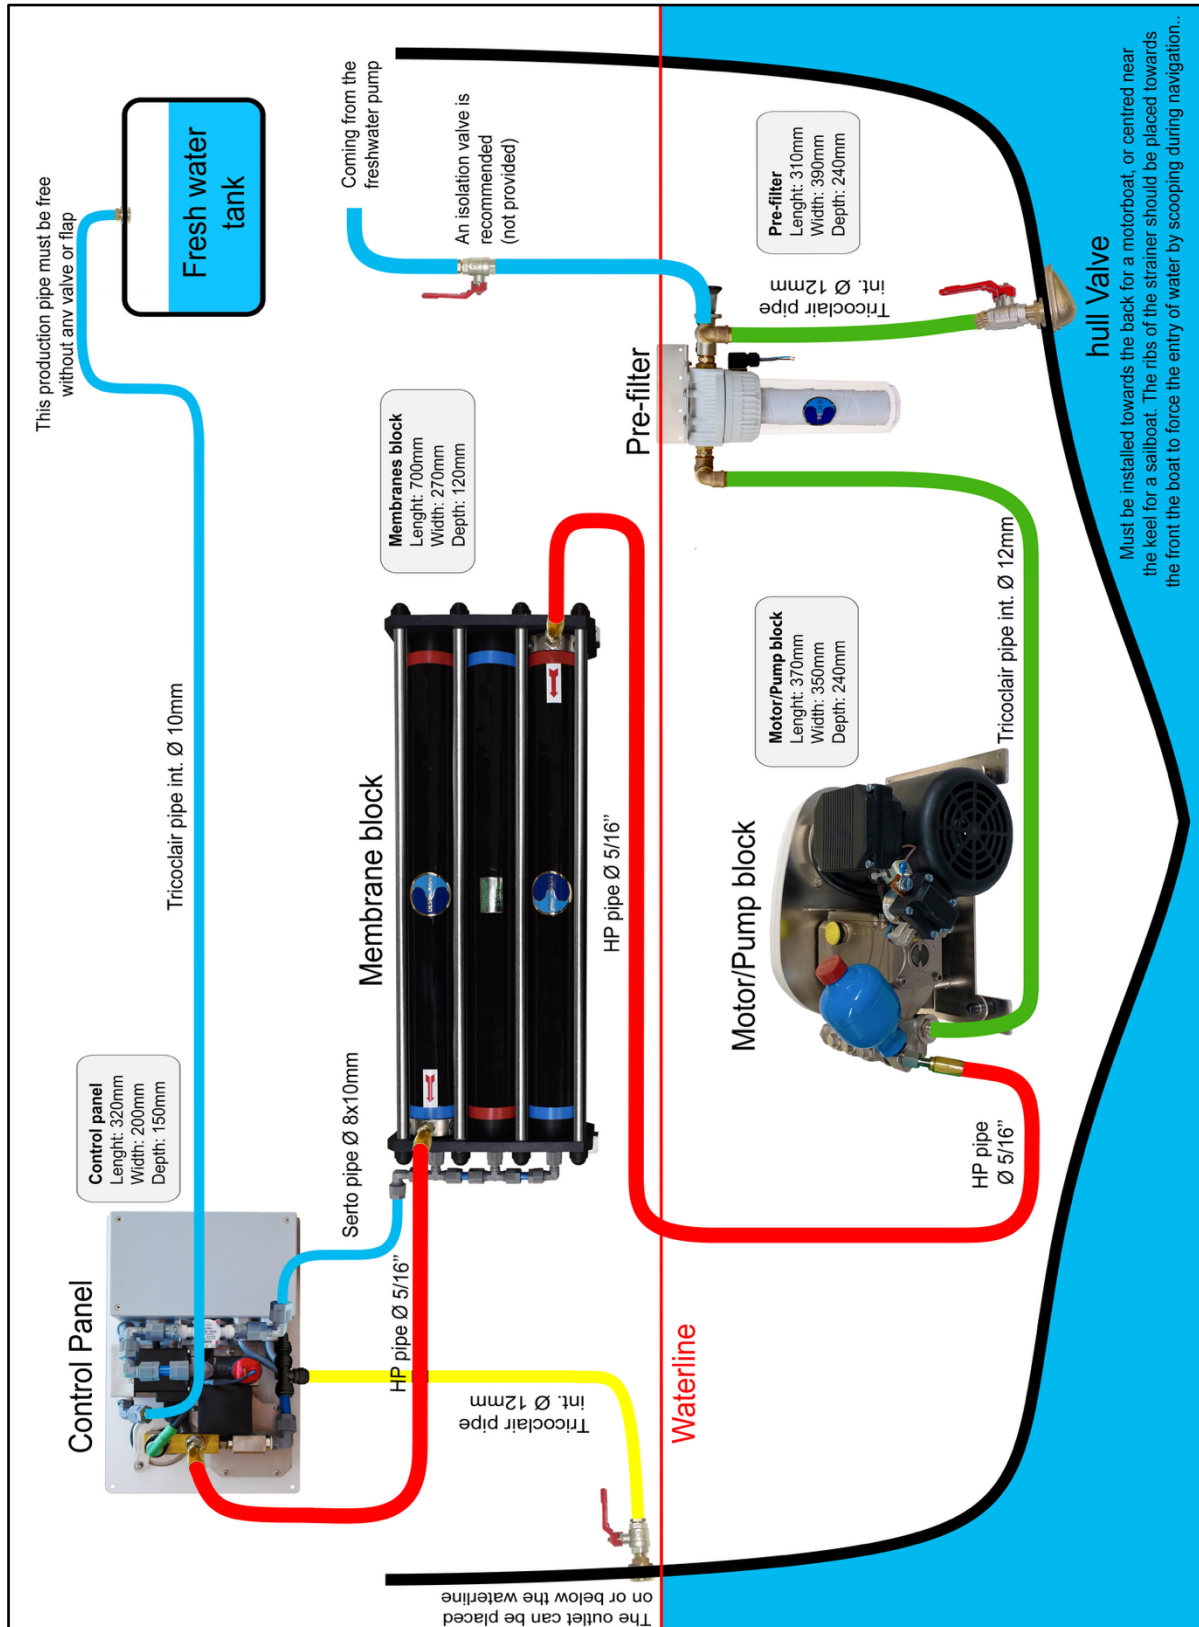 This production pipe must be free
without any valve or flap
Fresh water
tank
Coming from the
freshwater pump
An isolation valve is
recommended
(not provided)
Tricoclair pipe int. Ø 10mm
Control Panel
Control panel
Lenght: 320mm
Width: 200mm
Depth: 150mm
Serto pipe Ø 8x10mm
HP pipe Ø 5/16”
Tricoclair pipe
int. Ø 12mm
The outlet can be placed
on or below the waterline
Membrane block
Membranes block
Lenght: 700mm
Width: 270mm
Depth: 120mm
HP pipe Ø 5/16”
Waterline
Pre-filter
Pre-filter
Lenght: 310mm
Width: 390mm
Depth: 240mm
Tricoclair pipe
int. Ø 12mm
Motor/Pump block
Motor/Pump block
Lenght: 370mm
Width: 350mm
Depth: 240mm
HP pipe
Ø 5/16”
Tricoclair pipe int. Ø 12mm
hull Valve
Must be installed towards the back for a motorboat, or centred near
the keel for a sailboat. The ribs of the strainer should be placed towards
the front the boat to force the entry of water by scooping during navigation..